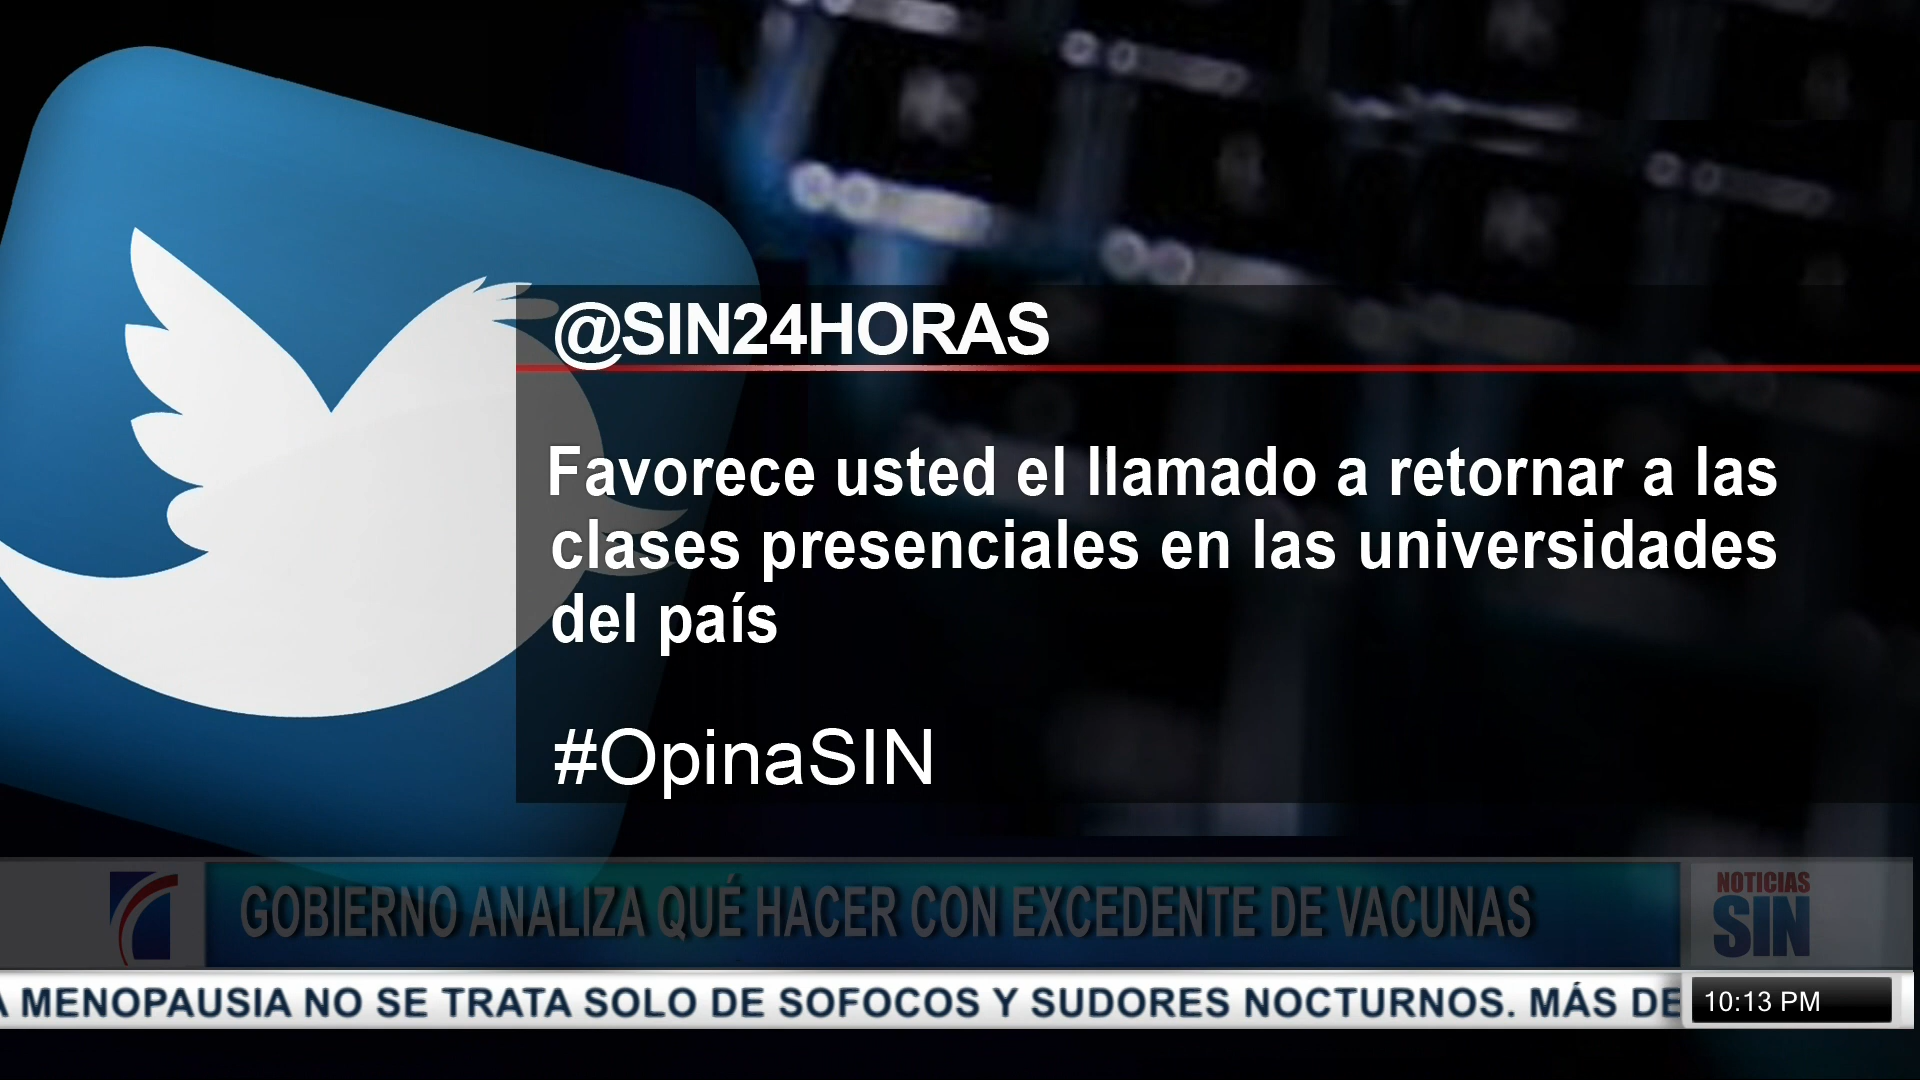 @SIN24HORAS
Favorece usted el llamado a retornar a las
clases presenciales en las universidades
del país
#OpinaSIN
GOBIERNO ANALIZA QUÉ HACER CON EXCEDENTE DE VACUNAS
NOTICIAS
SIN
MENOPAUSIA NO SE TRATA SOLO DE SOFOCOS Y SUDORES NOCTURNOS. MÁS DE
10:13 PM